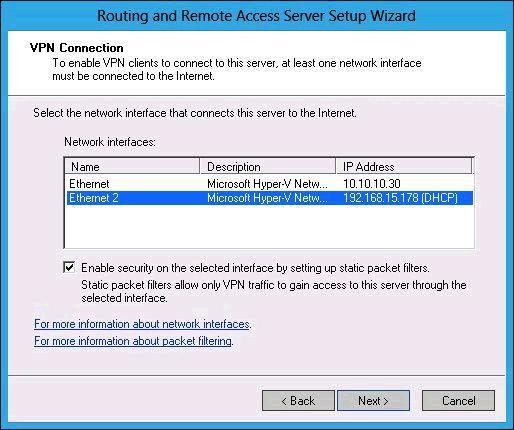 Routing and Remote Access Server Setup Wizard
VPN Connection
To enable VPN clients to connect to this server, at least one network interface
must be connected to the Internet.
Select the network interface that connects this server to the Internet.
Network interfaces:
Name Description IP Address
Ethernet Microsoft Hyper-V Netw... 10.10.10.30
Ethernet 2 Microsoft Hyper-V Netw... 192.168.15.178 (DHCP)
Enable security on the selected interface by setting up static packet filters.
Static packet filters allow only VPN traffic to gain access to this server through the
selected interface.
For more information about network interfaces.
For more information about packet filtering.
< Back Next > Cancel